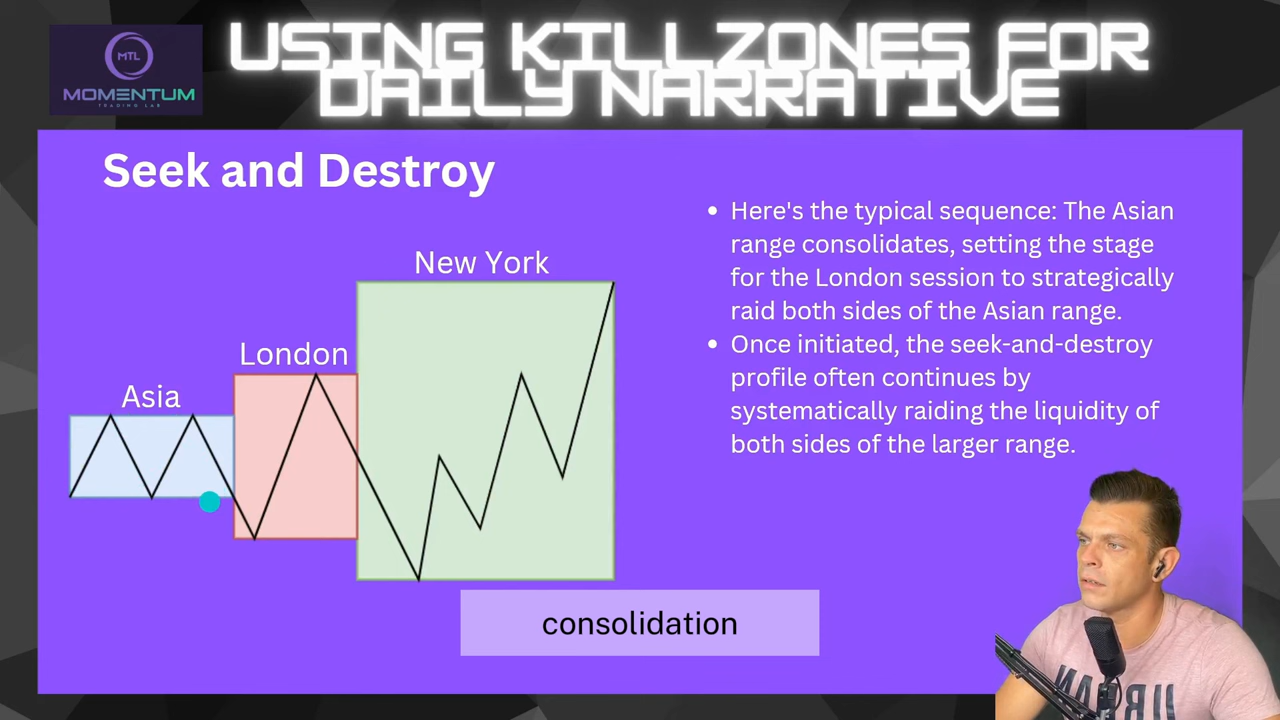 MTL
MOMENTUM
TRADING LAB
USING KILLZONES FOR
DAILY NARRATIVE
Seek and Destroy
New York
London
Asia
• Here's the typical sequence: The Asian
range consolidates, setting the stage
for the London session to strategically
raid both sides of the Asian range.
• Once initiated, the seek-and-destroy
profile often continues by
systematically raiding the liquidity of
both sides of the larger range.
consolidation